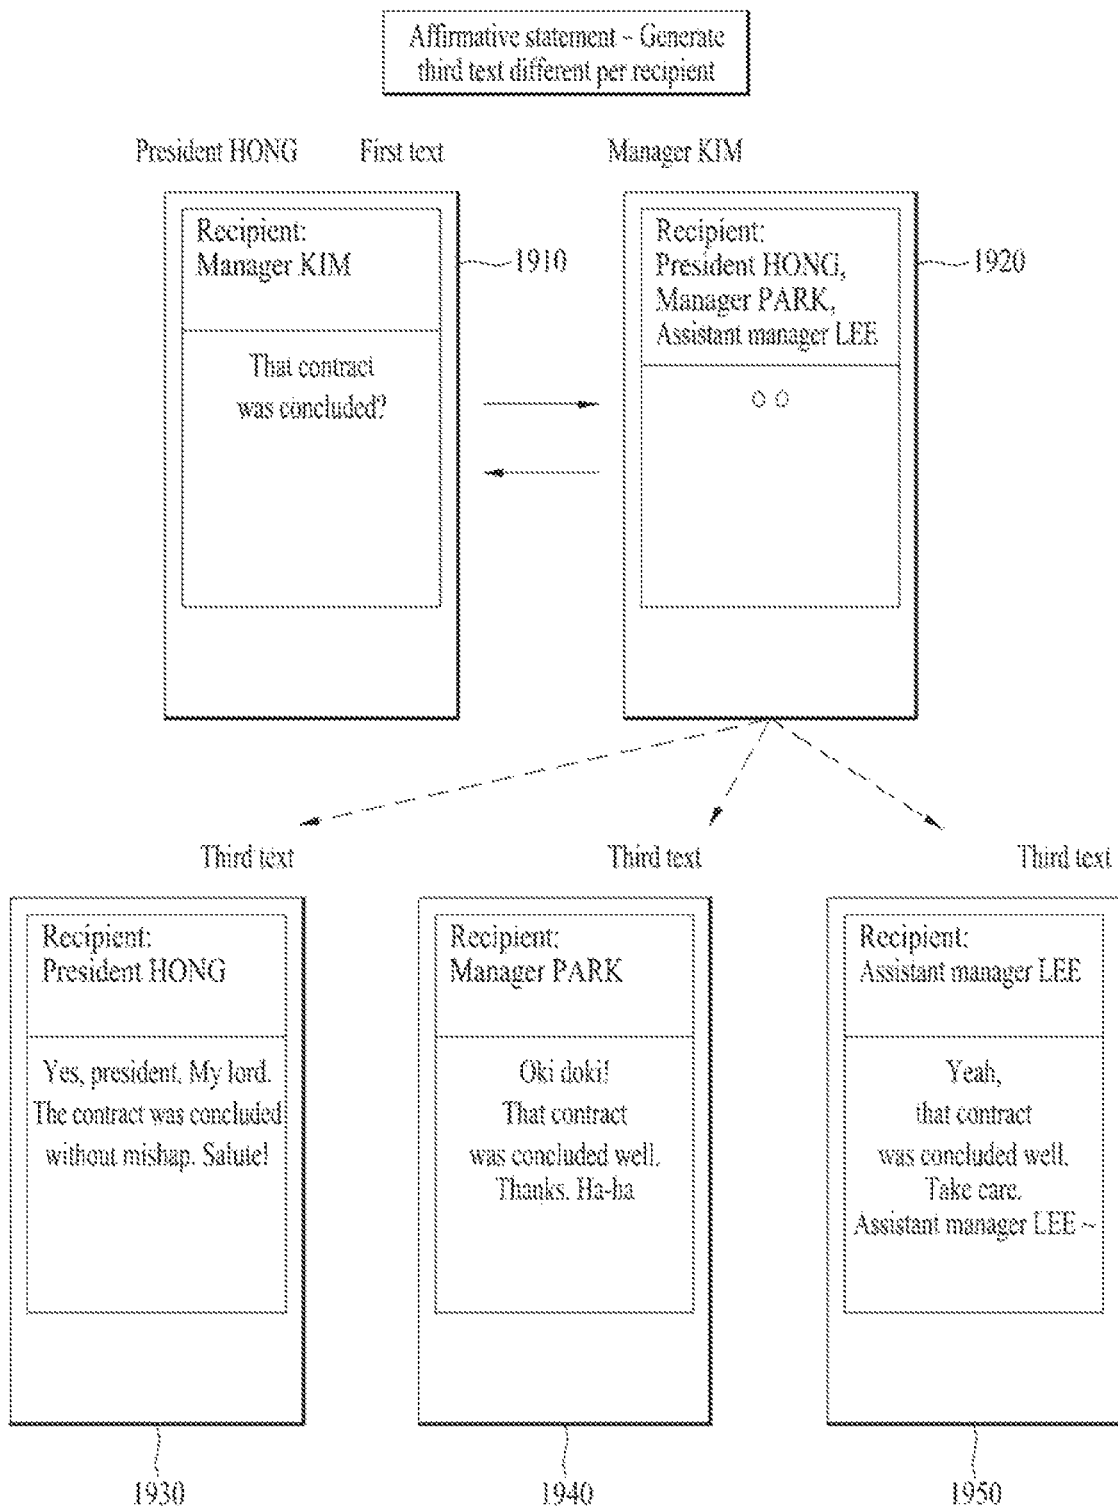 Affirmative statement ~ Generate
third text different per recipient
President HONG
First text
Manager KIM
Recipient:
Manager KIM
1910
That contract
was concluded?
Recipient:
President HONG,
Manager PARK,
Assistant manager LEE
1920
○ ○
Third text
Third text
Third text
Recipient:
President HONG
Yes, president. My lord.
The contract was concluded
without mishap. Salute!
Recipient:
Manager PARK
Oki doki!
That contract
was concluded well.
Thanks. Ha-ha
Recipient:
Assistant manager LEE
Yeah,
that contract
was concluded well.
Take care.
Assistant manager LEE ~
1930
1940
1950